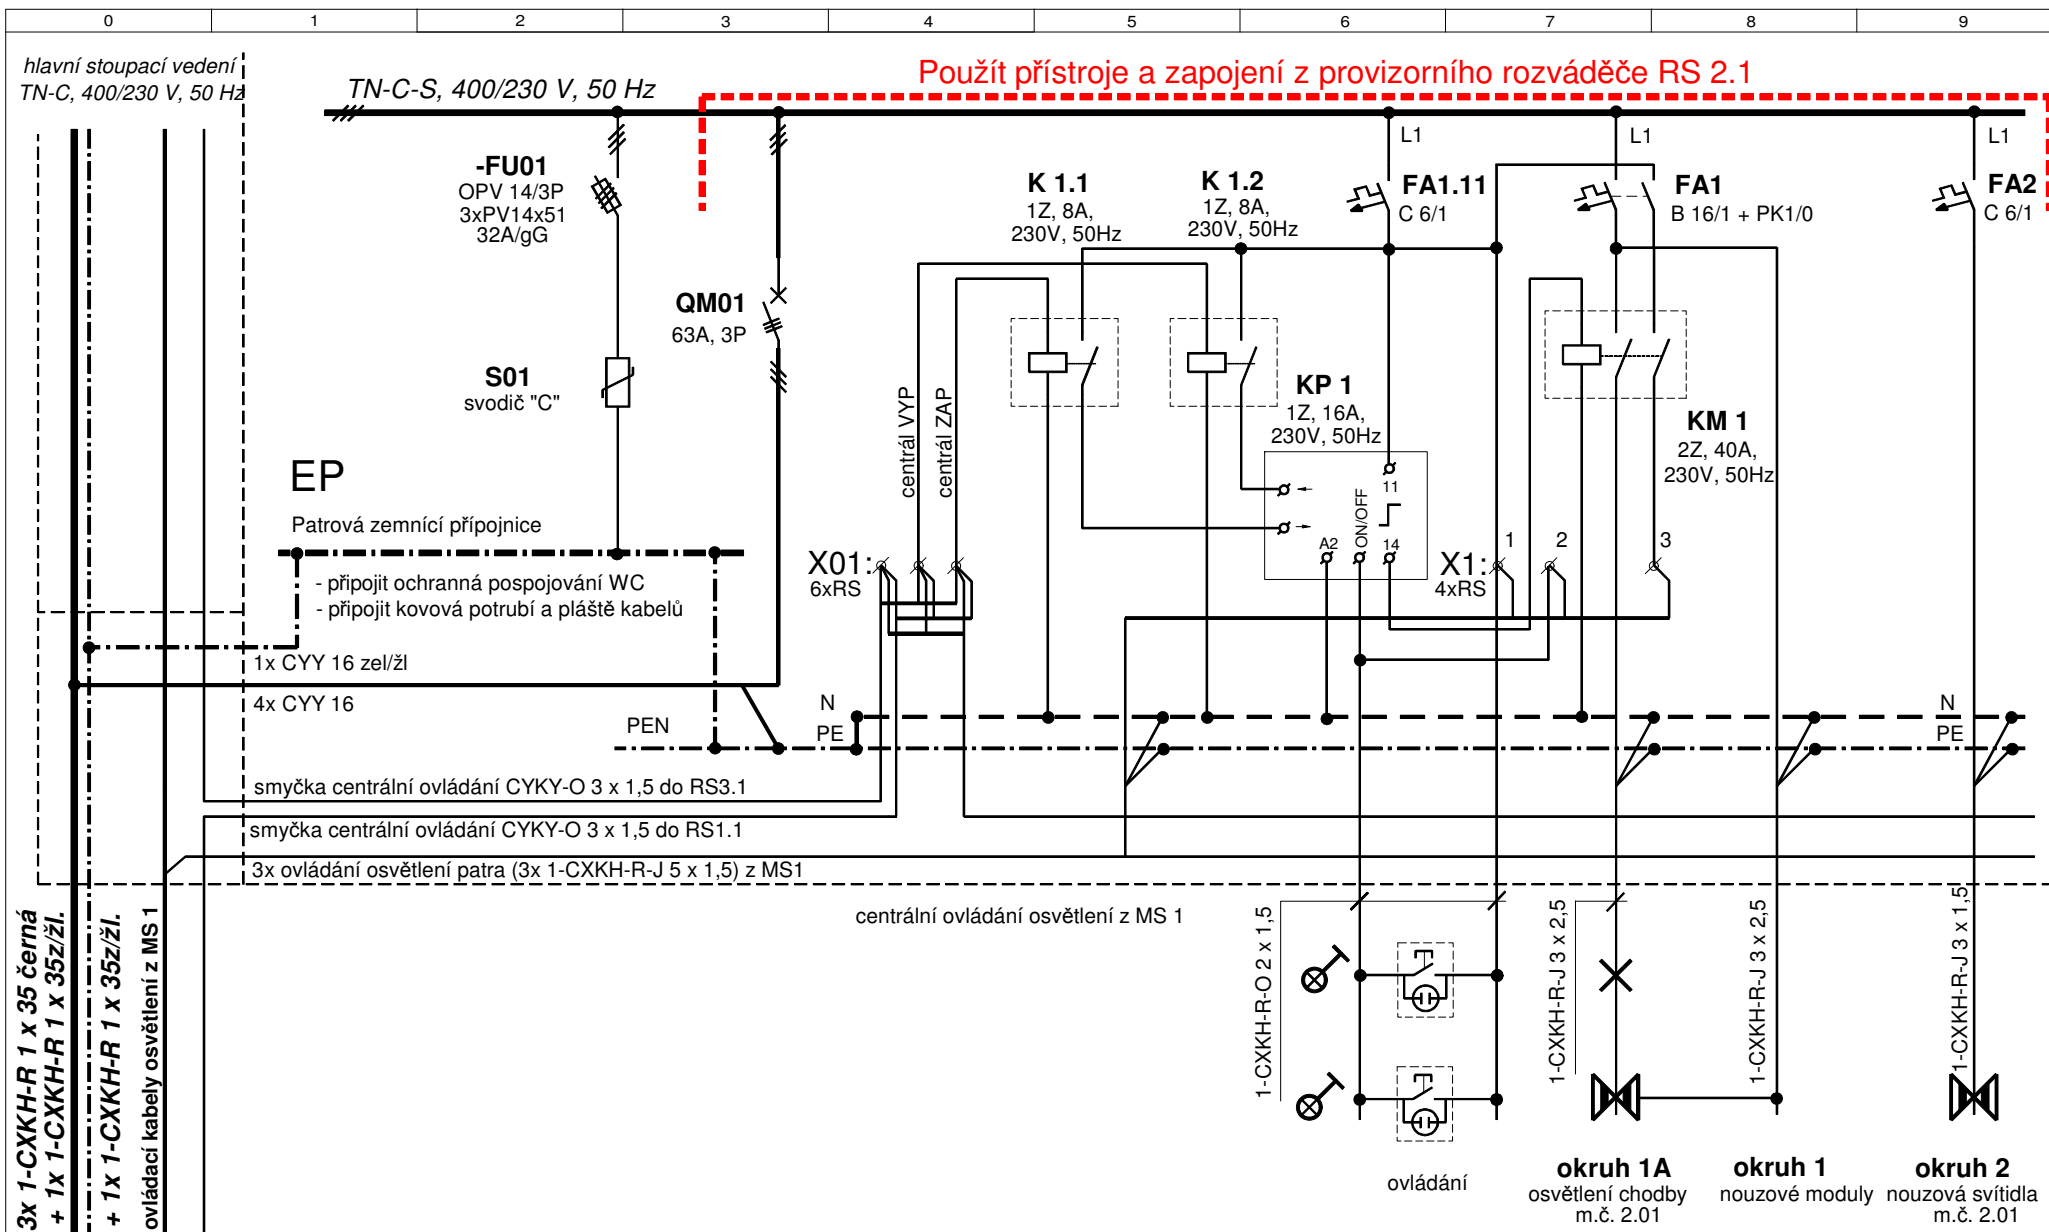 0 1 2 3 4 5 6 7 8 9
hlavní stoupací vedení
TN-C, 400/230 V, 50 Hz
TN-C-S, 400/230 V, 50 Hz
Použít přístroje a zapojení z provizorního rozváděče RS 2.1
L1
L1
L1
-FU01
OPV 14/3P
3xPV14x51
32A/gG
K 1.1
1Z, 8A,
230V, 50Hz
K 1.2
1Z, 8A,
230V, 50Hz
FA1.11
C 6/1
FA1
B 16/1 + PK1/0
FA2
C 6/1
QM01
63A, 3P
S01
svodič "C"
centrál VYP
centrál ZAP
KP 1
1Z, 16A,
230V, 50Hz
KM 1
2Z, 40A,
230V, 50Hz
EP
Patrová zemnící přípojnice
- připojit ochranná pospojování WC
- připojit kovová potrubí a pláště kabelů
11
ON/OFF
A2
14
X01:
6xRS
X1:
4xRS
1
2
3
1x CYY 16 zel/žl
4x CYY 16
PEN
N
PE
N
PE
smyčka centrální ovládání CYKY-O 3 x 1,5 do RS3.1
smyčka centrální ovládání CYKY-O 3 x 1,5 do RS1.1
3x ovládání osvětlení patra (3x 1-CXKH-R-J 5 x 1,5) z MS1
centrální ovládání osvětlení z MS 1
3x 1-CXKH-R 1 x 35 černá
+ 1x 1-CXKH-R 1 x 35z/žl.
+ 1x 1-CXKH-R 1 x 35z/žl.
ovládací kabely osvětlení z MS 1
1-CXKH-R-O 2 x 1,5
1-CXKH-R-J 3 x 2,5
1-CXKH-R-J 3 x 2,5
1-CXKH-R-J 3 x 1,5
ovládání
okruh 1A
osvětlení chodby
m.č. 2.01
okruh 1
nouzové moduly
okruh 2
nouzová svítidla
m.č. 2.01